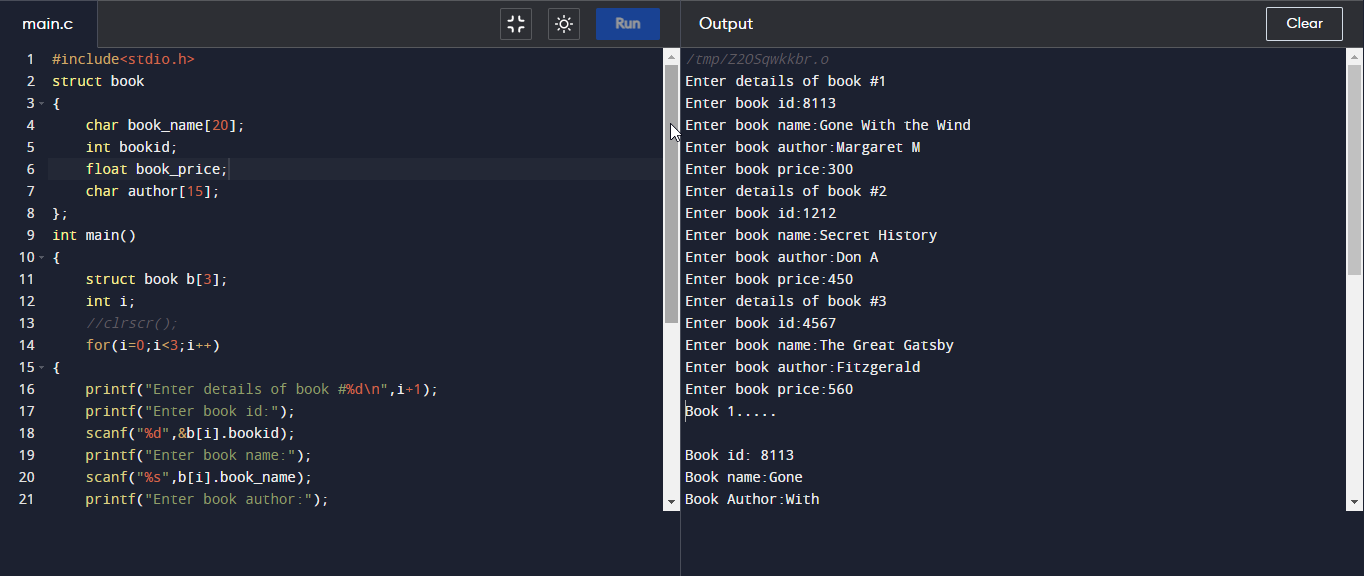 main.c
Run
Output
Clear
1 #include<stdio.h>
2 struct book
3 {
4 char book_name[20];
5 int bookid;
6 float book_price;
7 char author[15];
8 };
9 int main()
10 {
11 struct book b[3];
12 int i;
13 //clrscr();
14 for(i=0;i<3;i++)
15 {
16 printf("Enter details of book #%d\n",i+1);
17 printf("Enter book id:");
18 scanf("%d",&b[i].bookid);
19 printf("Enter book name:");
20 scanf("%s",b[i].book_name);
21 printf("Enter book author:");
/tmp/Z2OSqwkkbr.o
Enter details of book #1
Enter book id:8113
Enter book name:Gone With the Wind
Enter book author:Margaret M
Enter book price:300
Enter details of book #2
Enter book id:1212
Enter book name:Secret History
Enter book author:Don A
Enter book price:450
Enter details of book #3
Enter book id:4567
Enter book name:The Great Gatsby
Enter book author:Fitzgerald
Enter book price:560
Book 1.....
Book id: 8113
Book name:Gone
Book Author:With